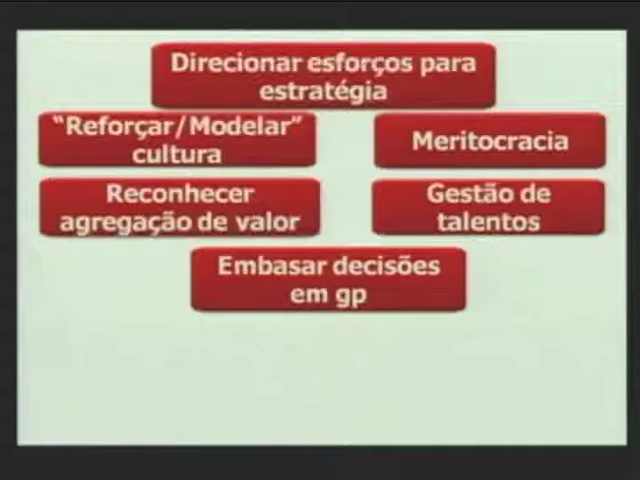 Direcionar esforços para
estratégia
“Reforçar/Modelar”
cultura
Meritocracia
Reconhecer
agregação de valor
Gestão de
talentos
Embasar decisões
em gp